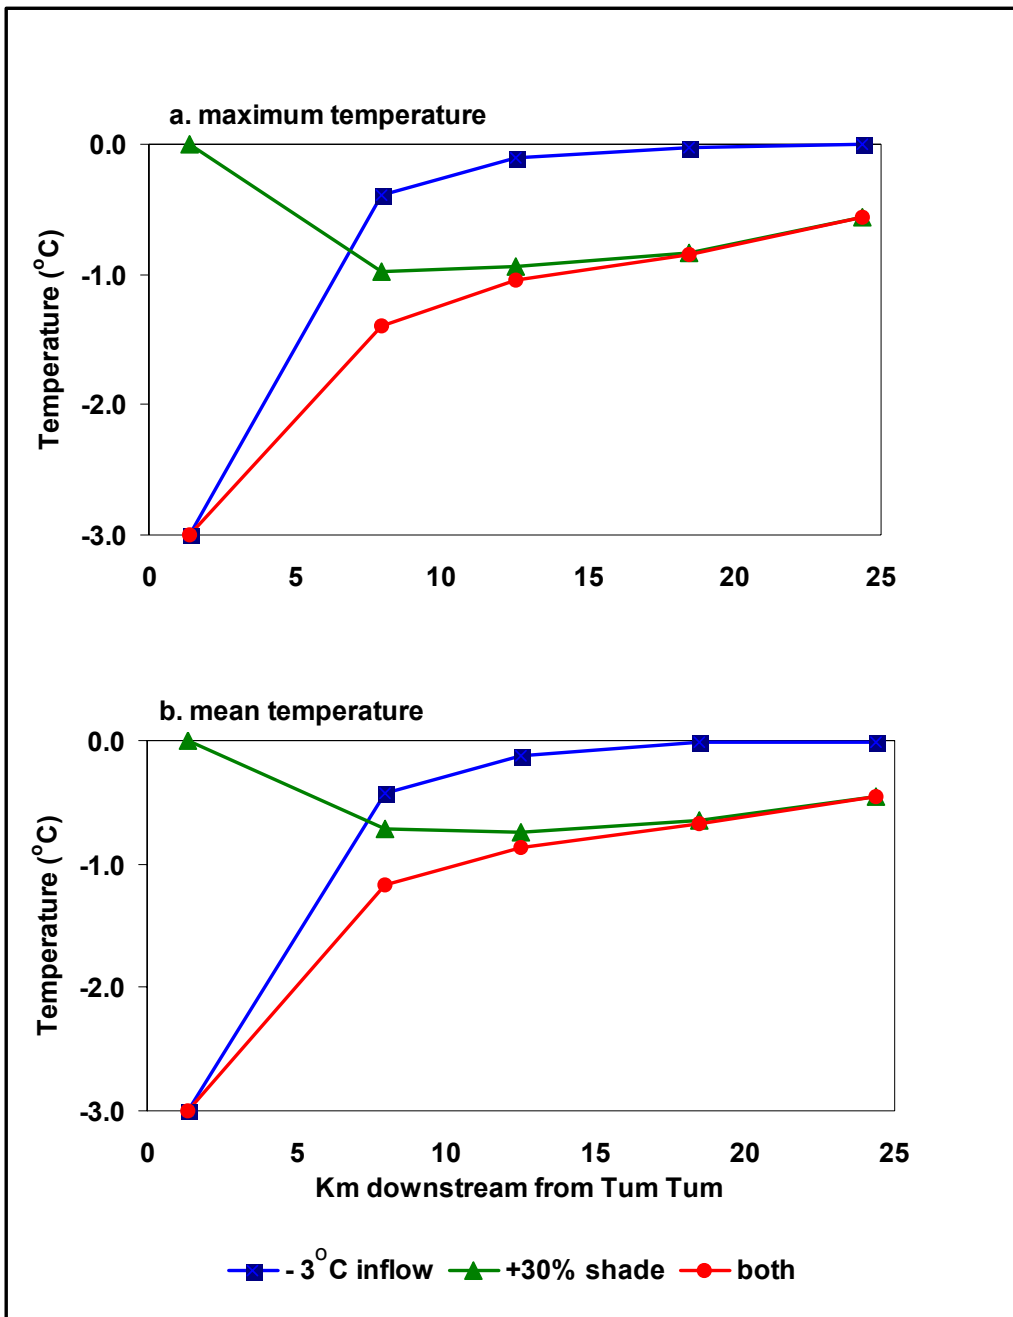 a. maximum temperature
0.0
-1.0
-2.0
-3.0
Temperature (°C)
0 5 10 15 20 25
b. mean temperature
0.0
-1.0
-2.0
-3.0
Temperature (°C)
0 5 10 15 20 25
Km downstream from Tum Tum
- 3°C inflow +30% shade both